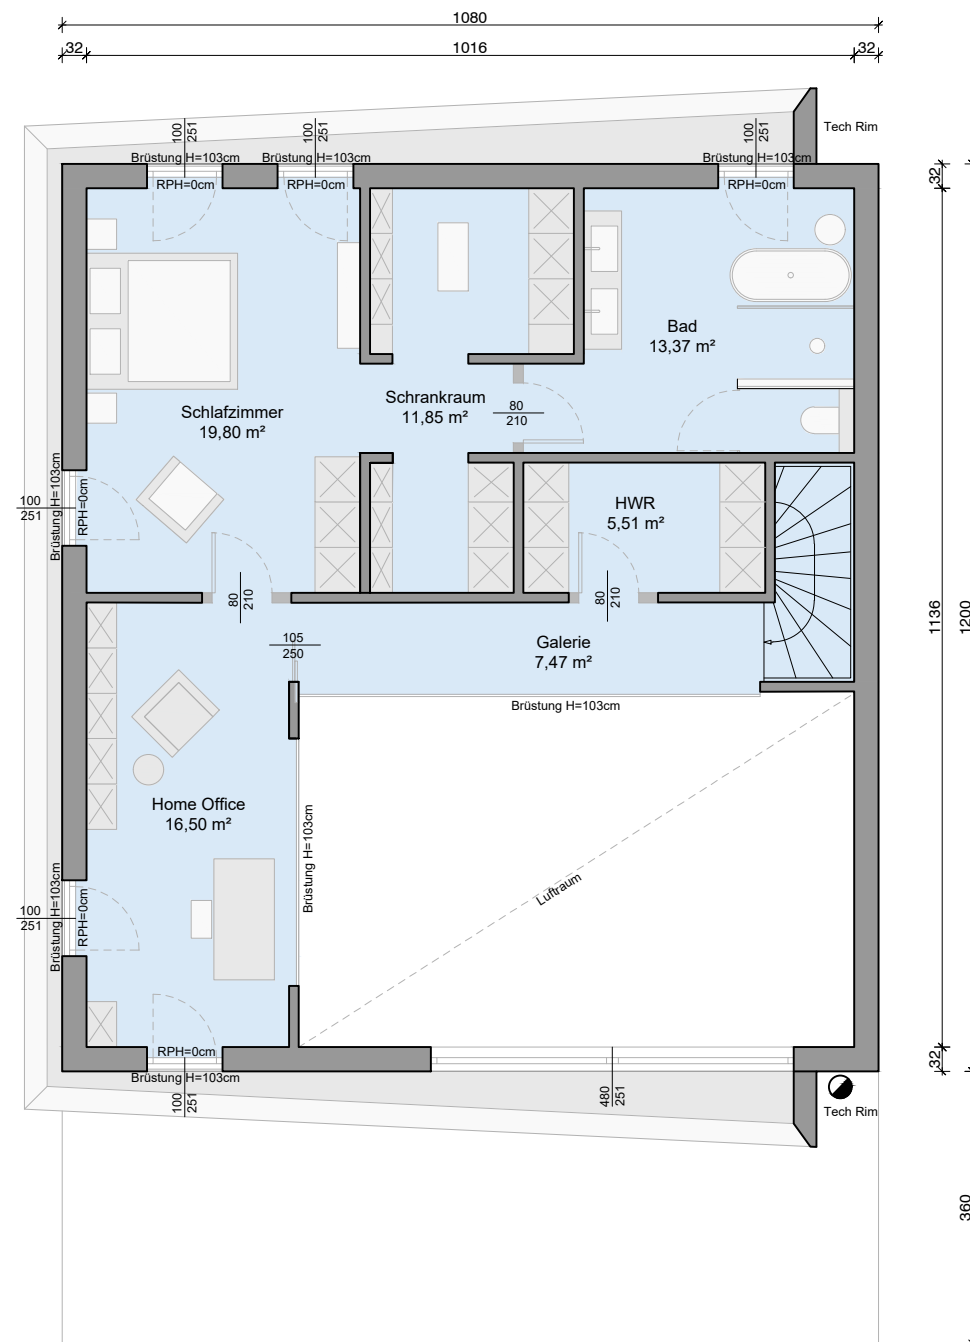 1080
32
1016
32
100
251
100
251
100
251
Tech Rim
Brüstung H=103cm
Brüstung H=103cm
Brüstung H=103cm
RPH=0cm
RPH=0cm
RPH=0cm
32
Bad
13,37 m²
Schrankraum
11,85 m²
80
210
Schlafzimmer
19,80 m²
100
251
Brüstung H=103cm
RPH=0cm
HWR
5,51 m²
80
210
80
210
105
250
Galerie
7,47 m²
1136
1200
Brüstung H=103cm
Home Office
16,50 m²
Brüstung H=103cm
Luftraum
100
251
Brüstung H=103cm
RPH=0cm
RPH=0cm
Brüstung H=103cm
100
251
480
251
32
Tech Rim
360